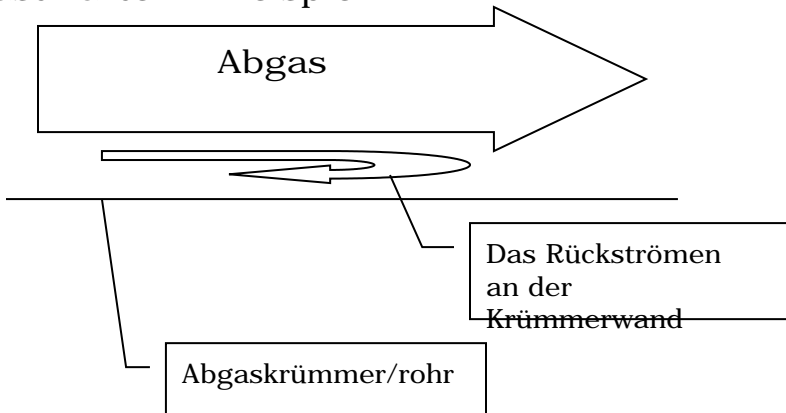 Abgas
Das Rückströmen
an der
Krümmerwand
Abgaskrümmer/rohr